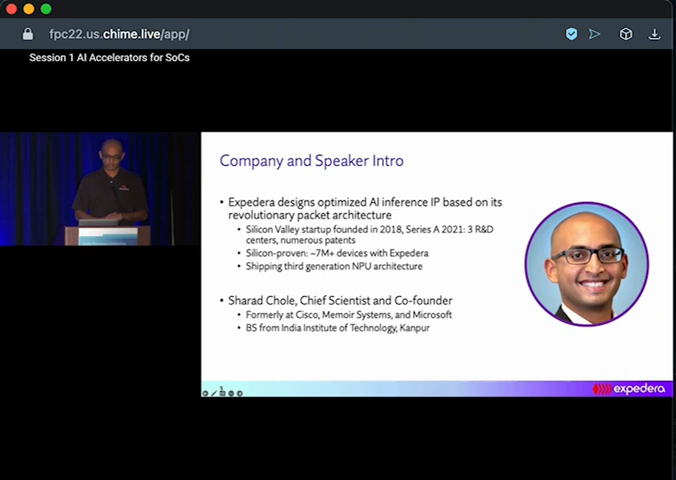 fpc22.us.chime.live/app/
Session 1 AI Accelerators for SoCs
Company and Speaker Intro
• Expedera designs optimized AI inference IP based on its
revolutionary packet architecture
• Silicon Valley startup founded in 2018, Series A 2021: 3 R&D
centers, numerous patents
• Silicon-proven: ~7M+ devices with Expedera
• Shipping third generation NPU architecture
• Sharad Chole, Chief Scientist and Co-founder
• Formerly at Cisco, Memoir Systems, and Microsoft
• BS from India Institute of Technology, Kanpur
expedera